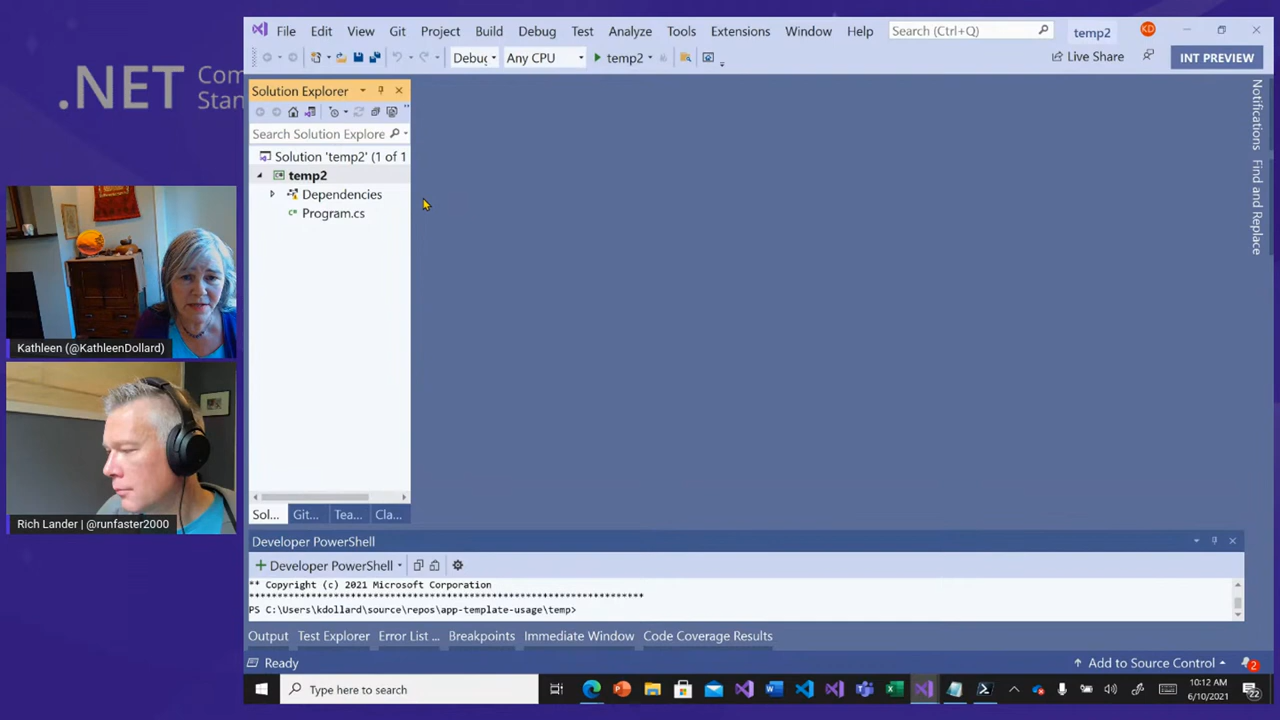 .NET
Com
Stan
Kathleen (@KathleenDollard)
Rich Lander | @runfaster2000
File Edit View Git Project Build Debug Test Analyze Tools Extensions Window Help Search (Ctrl+Q) temp2 KD
Debug Any CPU temp2 Live Share INT PREVIEW
Solution Explorer
Search Solution Explore
Solution 'temp2' (1 of 1
temp2
Dependencies
Program.cs
Sol... Git... Tea... Cla...
Notifications
Find and Replace
Developer PowerShell
+ Developer PowerShell
** Copyright (c) 2021 Microsoft Corporation
**********************************************************************
PS C:\Users\kdollard\source\repos\app-template-usage\temp>
Output Test Explorer Error List ... Breakpoints Immediate Window Code Coverage Results
Ready Add to Source Control 2
Type here to search
10:12 AM
6/10/2021
22